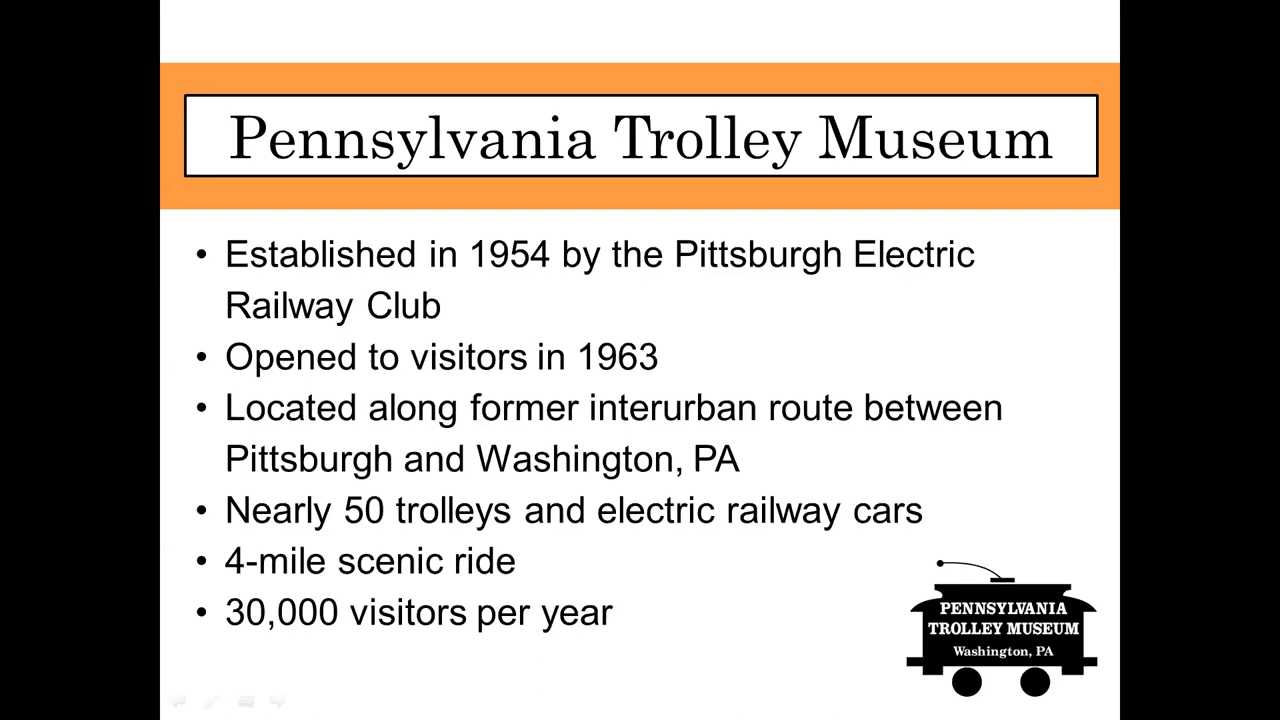 Pennsylvania Trolley Museum
• Established in 1954 by the Pittsburgh Electric
Railway Club
• Opened to visitors in 1963
• Located along former interurban route between
Pittsburgh and Washington, PA
• Nearly 50 trolleys and electric railway cars
• 4-mile scenic ride
• 30,000 visitors per year
PENNSYLVANIA
TROLLEY MUSEUM
Washington, PA